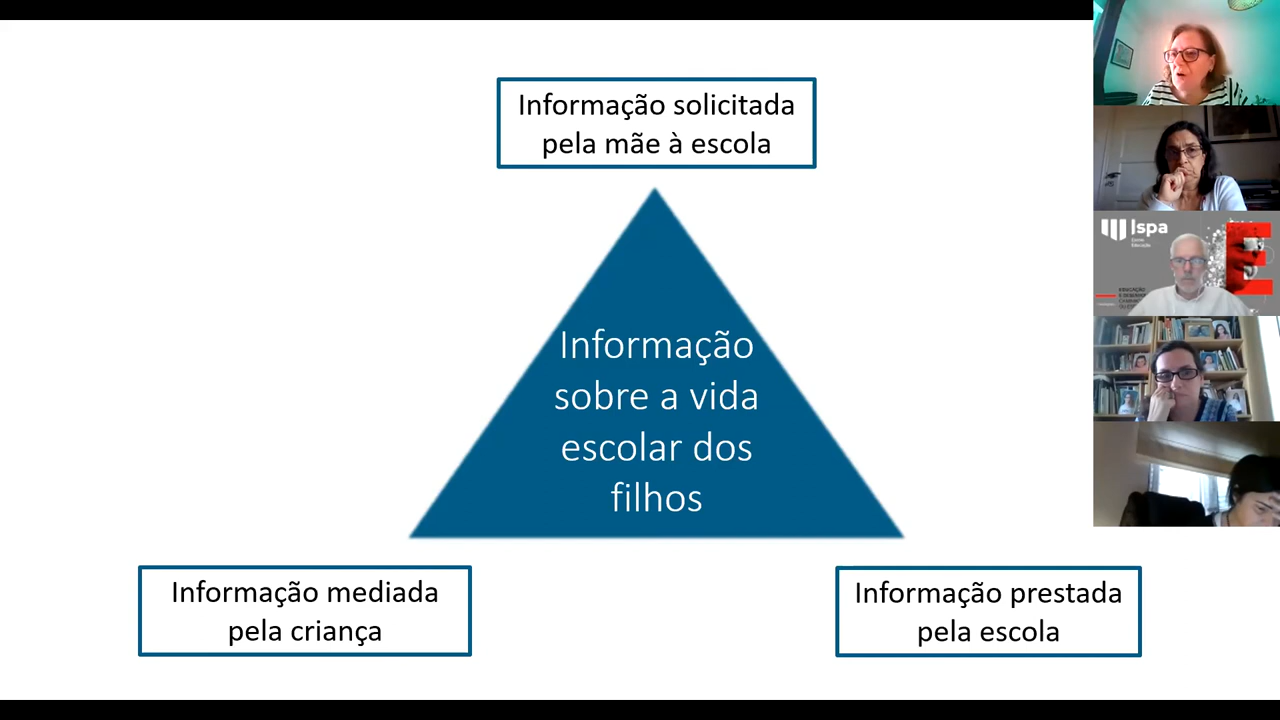 Informação solicitada
pela mãe à escola
Informação
sobre a vida
escolar dos
filhos
Informação mediada
pela criança
Informação prestada
pela escola
Ispa